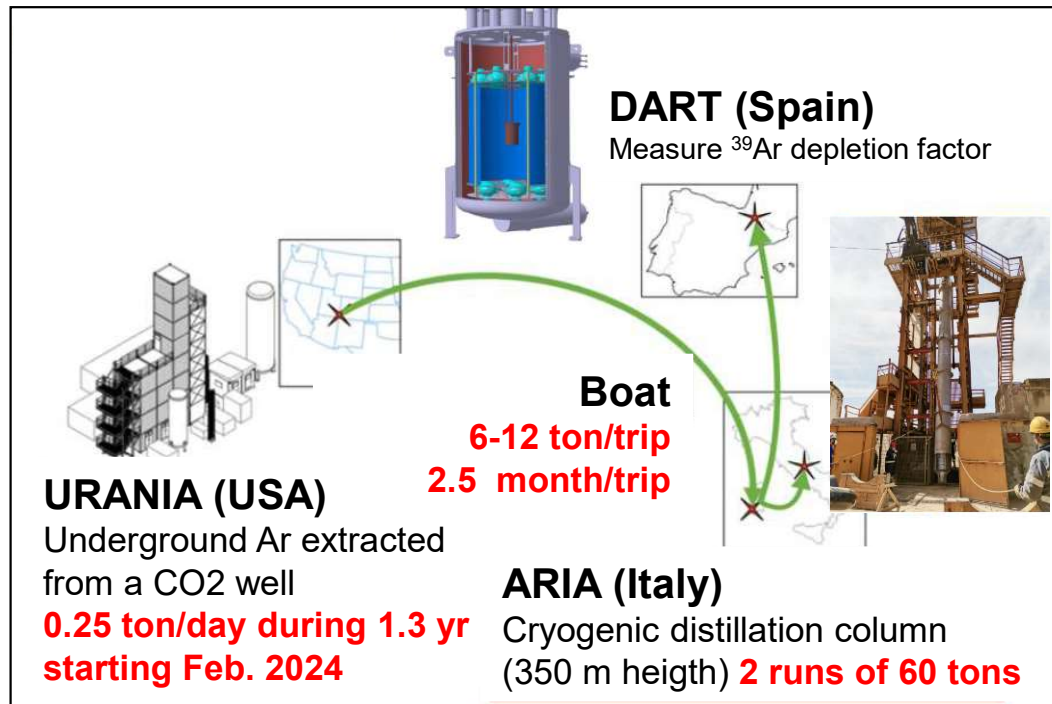 DART (Spain)
Measure ³⁹Ar depletion factor
Boat
6-12 ton/trip
2.5 month/trip
URANIA (USA)
Underground Ar extracted
from a CO2 well
0.25 ton/day during 1.3 yr
starting Feb. 2024
ARIA (Italy)
Cryogenic distillation column
(350 m heigth) 2 runs of 60 tons